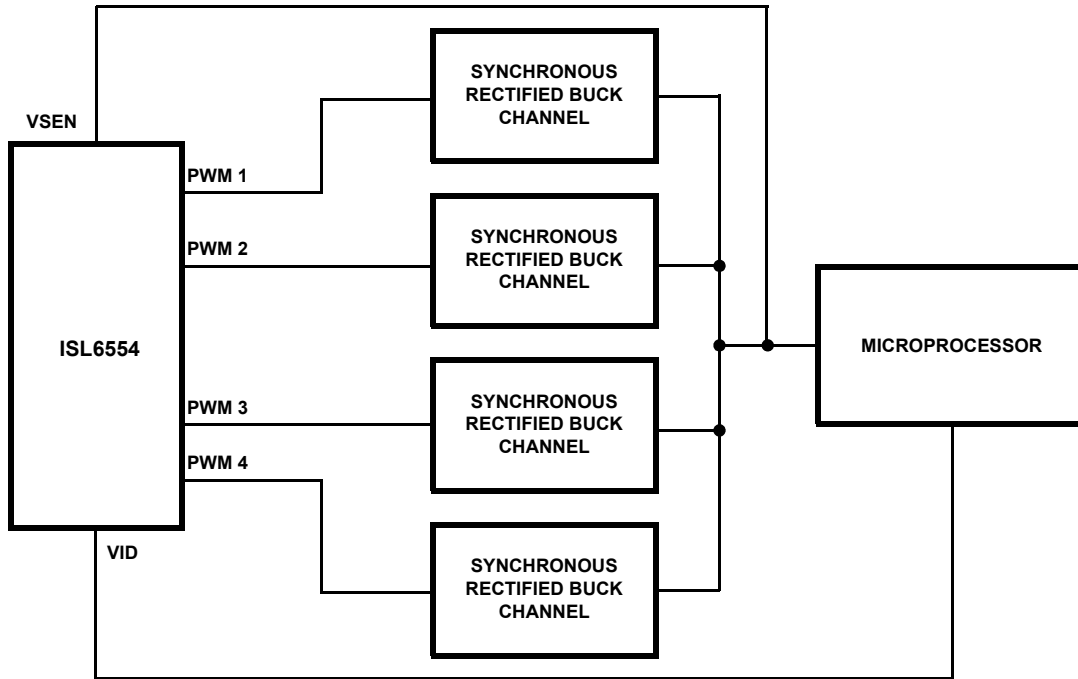 VSEN
ISL6554
PWM 1
PWM 2
PWM 3
PWM 4
VID
SYNCHRONOUS
RECTIFIED BUCK
CHANNEL
SYNCHRONOUS
RECTIFIED BUCK
CHANNEL
SYNCHRONOUS
RECTIFIED BUCK
CHANNEL
SYNCHRONOUS
RECTIFIED BUCK
CHANNEL
MICROPROCESSOR